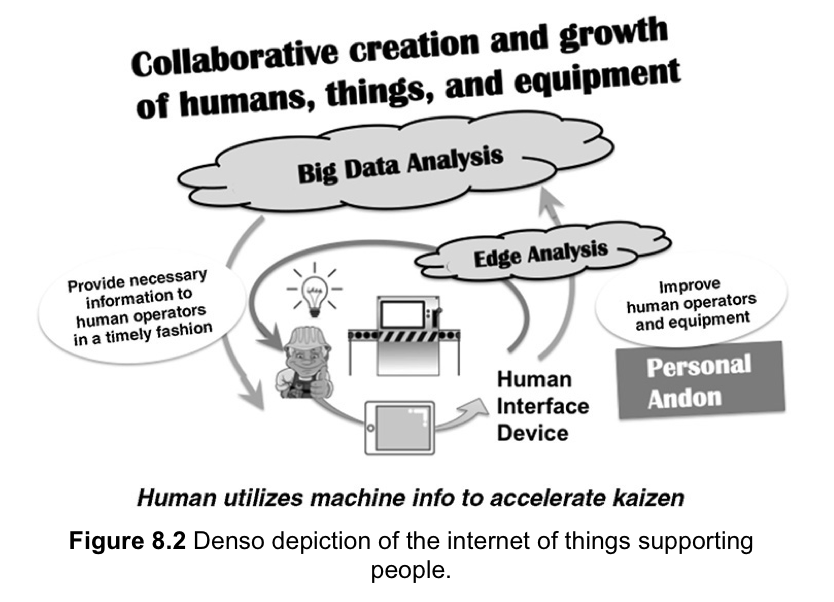 Collaborative creation and growth
of humans, things, and equipment
Big Data Analysis
Edge Analysis
Provide necessary
information to
human operators
in a timely fashion
idea
Improve
human operators
and equipment
Personal
Andon
Human
Interface
Device
Human utilizes machine info to accelerate kaizen
Figure 8.2 Denso depiction of the internet of things supporting
people.